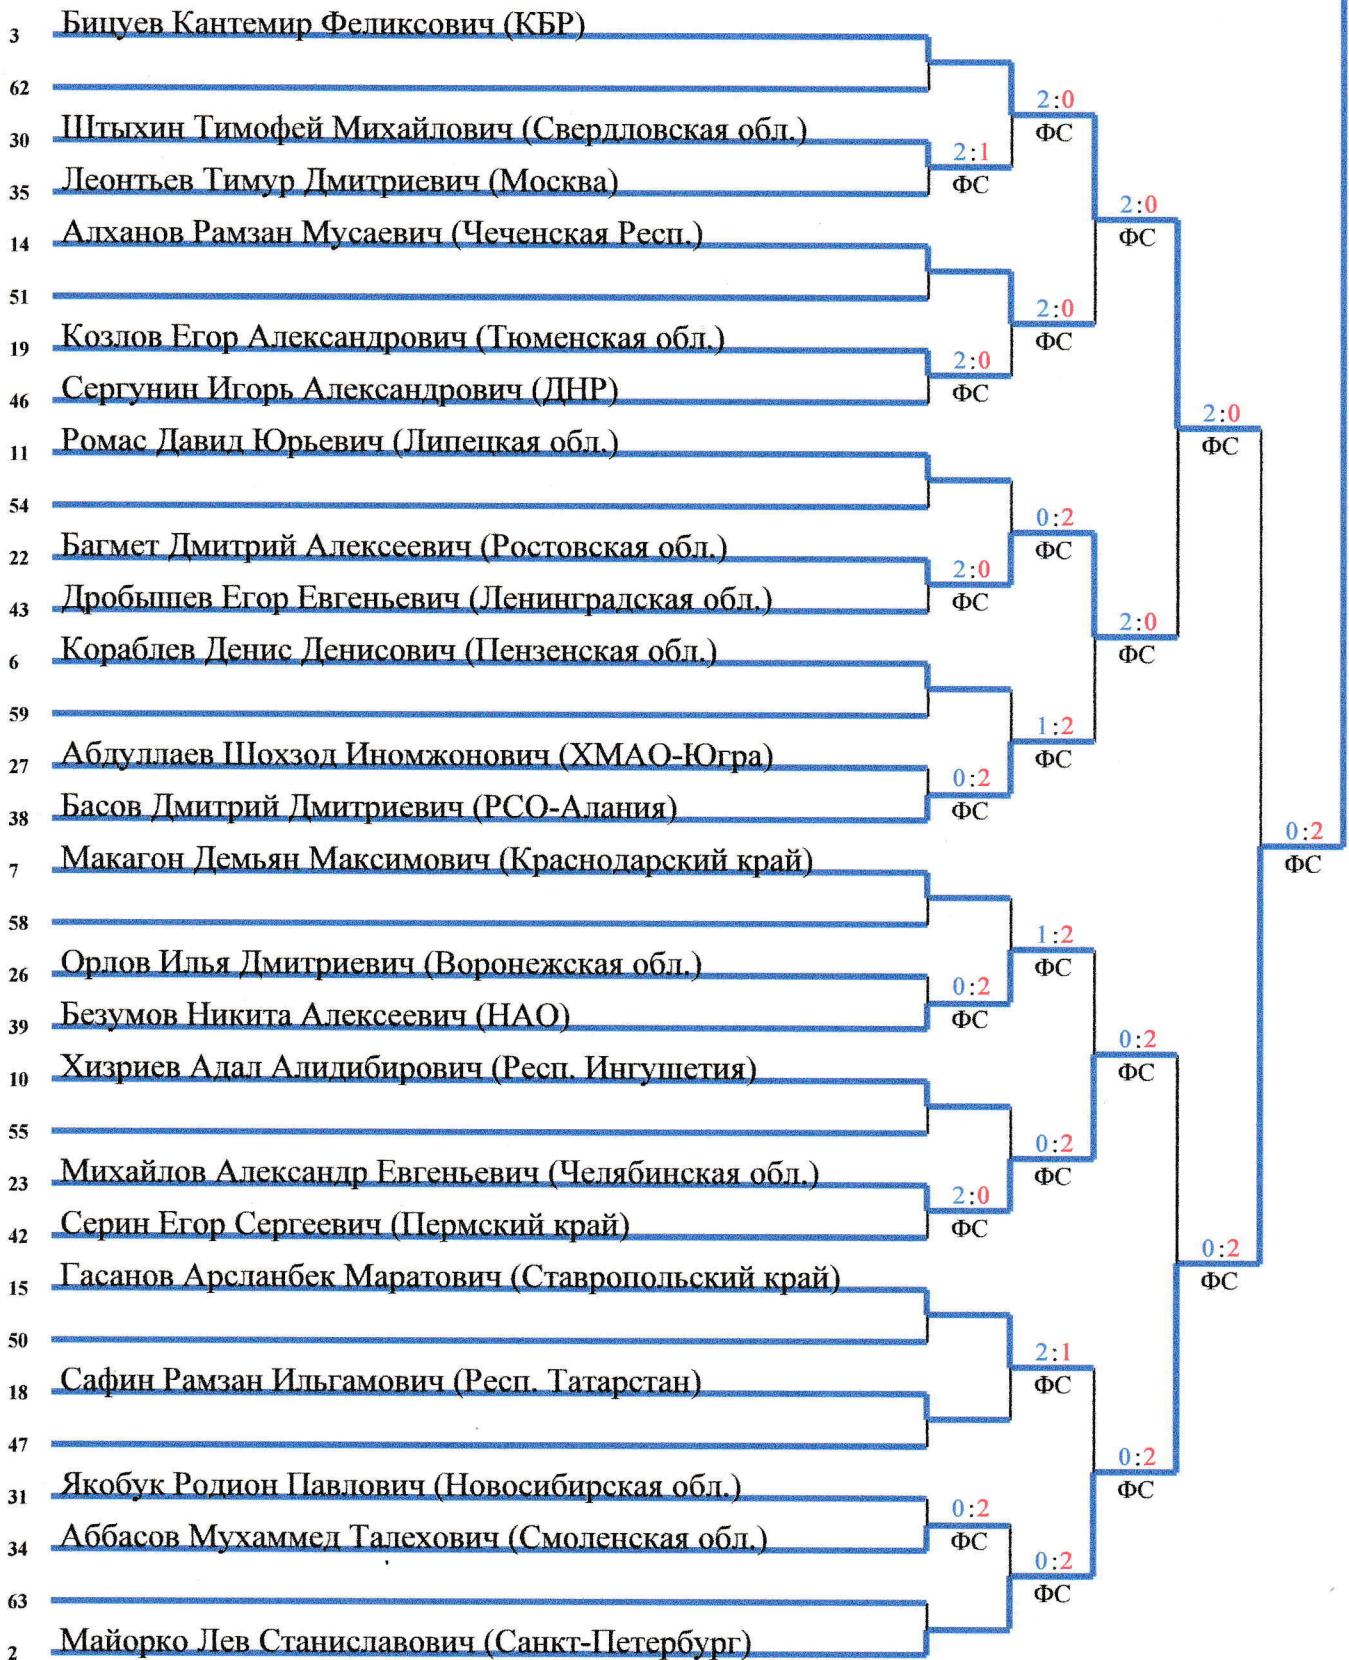 3 Бицуев Кантемир Феликсович (КБР)
62
2:0
ФС
30 Штыхин Тимофей Михайлович (Свердловская обл.)
2:1
ФС
35 Леонтьев Тимур Дмитриевич (Москва)
2:0
ФС
14 Алханов Рамзан Мусаевич (Чеченская Респ.)
51
2:0
ФС
19 Козлов Егор Александрович (Тюменская обл.)
2:0
ФС
46 Сергунин Игорь Александрович (ДНР)
2:0
ФС
11 Ромас Давид Юрьевич (Липецкая обл.)
54
0:2
ФС
22 Багмет Дмитрий Алексеевич (Ростовская обл.)
2:0
ФС
43 Дробышев Егор Евгеньевич (Ленинградская обл.)
2:0
ФС
6 Кораблев Денис Денисович (Пензенская обл.)
59
1:2
ФС
27 Абдуллаев Шохзод Иномжонович (ХМАО-Югра)
0:2
ФС
38 Басов Дмитрий Дмитриевич (РСО-Алания)
0:2
ФС
7 Макагон Демьян Максимович (Краснодарский край)
58
1:2
ФС
26 Орлов Илья Дмитриевич (Воронежская обл.)
0:2
ФС
39 Безумов Никита Алексеевич (НАО)
0:2
ФС
10 Хизриев Адал Алидибирович (Респ. Ингушетия)
55
0:2
ФС
23 Михайлов Александр Евгеньевич (Челябинская обл.)
2:0
ФС
42 Серин Егор Сергеевич (Пермский край)
0:2
ФС
15 Гасанов Арсланбек Маратович (Ставропольский край)
50
2:1
ФС
18 Сафин Рамзан Ильгамович (Респ. Татарстан)
47
0:2
ФС
31 Якобук Родион Павлович (Новосибирская обл.)
0:2
ФС
34 Аббасов Мухаммед Талехович (Смоленская обл.)
0:2
ФС
63
2 Майорко Лев Станиславович (Санкт-Петербург)